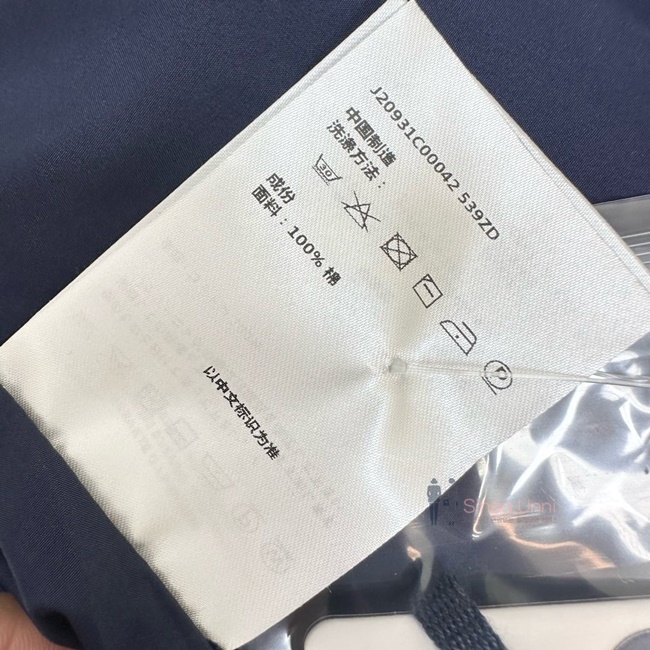 J20931C00042 539ZD
中国制造
洗涤方法：
30
P
成份
面料：100% 棉
以中文标识为准